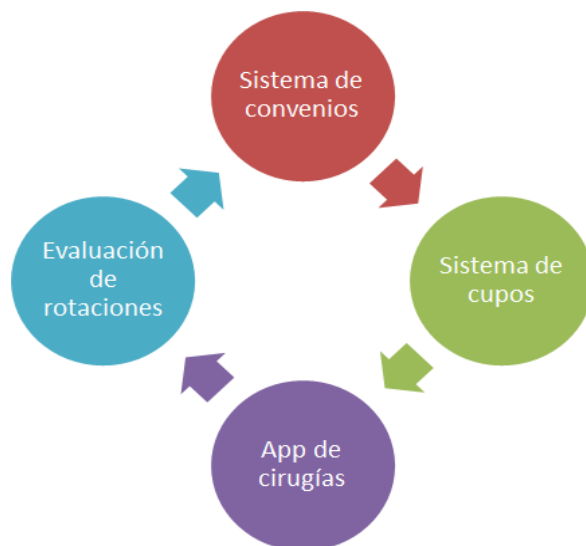 Sistema de
convenios
Evaluación
de
rotaciones
Sistema de
cupos
App de
cirugías